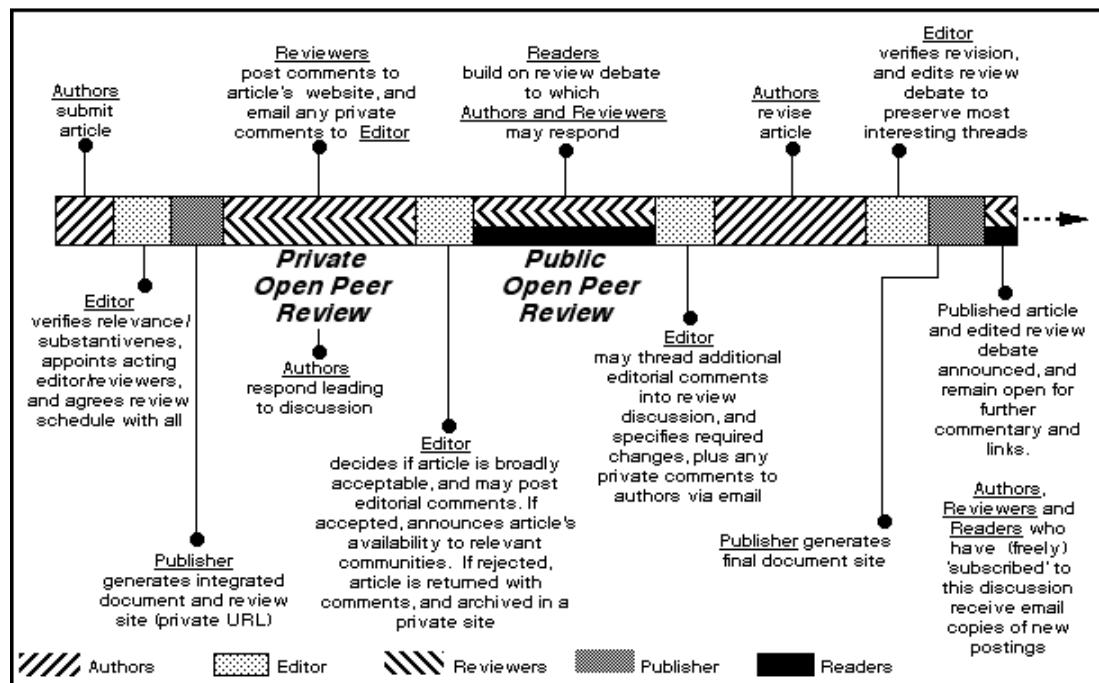 Authors
submit
article
Reviewers
post comments to
article's website, and
email any private
comments to Editor
Readers
build on review debate
to which
Authors and Reviewers
may respond
Authors
revise
article
Editor
verifies revision,
and edits review
debate to
preserve most
interesting threads
Private
Open Peer
Review
Public
Open Peer
Review
Editor
verifies relevance/
substantivenes,
appoints acting
editor/reviewers,
and agrees review
schedule with all
Publisher
generates integrated
document and review
site (private URL)
Authors
respond leading
to discussion
Editor
decides if article is broadly
acceptable, and may post
editorial comments. If
accepted, announces article's
availability to relevant
communities. If rejected,
article is returned with
comments, and archived in a
private site
Editor
may thread additional
editorial comments
into review
discussion, and
specifies required
changes, plus any
private comments to
authors via email
Publisher generates
final document site
Published article
and edited review
debate
announced, and
remain open for
further
commentary and
links.
Authors,
Reviewers and
Readers who
have (freely)
'subscribed' to
this discussion
receive email
copies of new
postings
Authors
Editor
Reviewers
Publisher
Readers